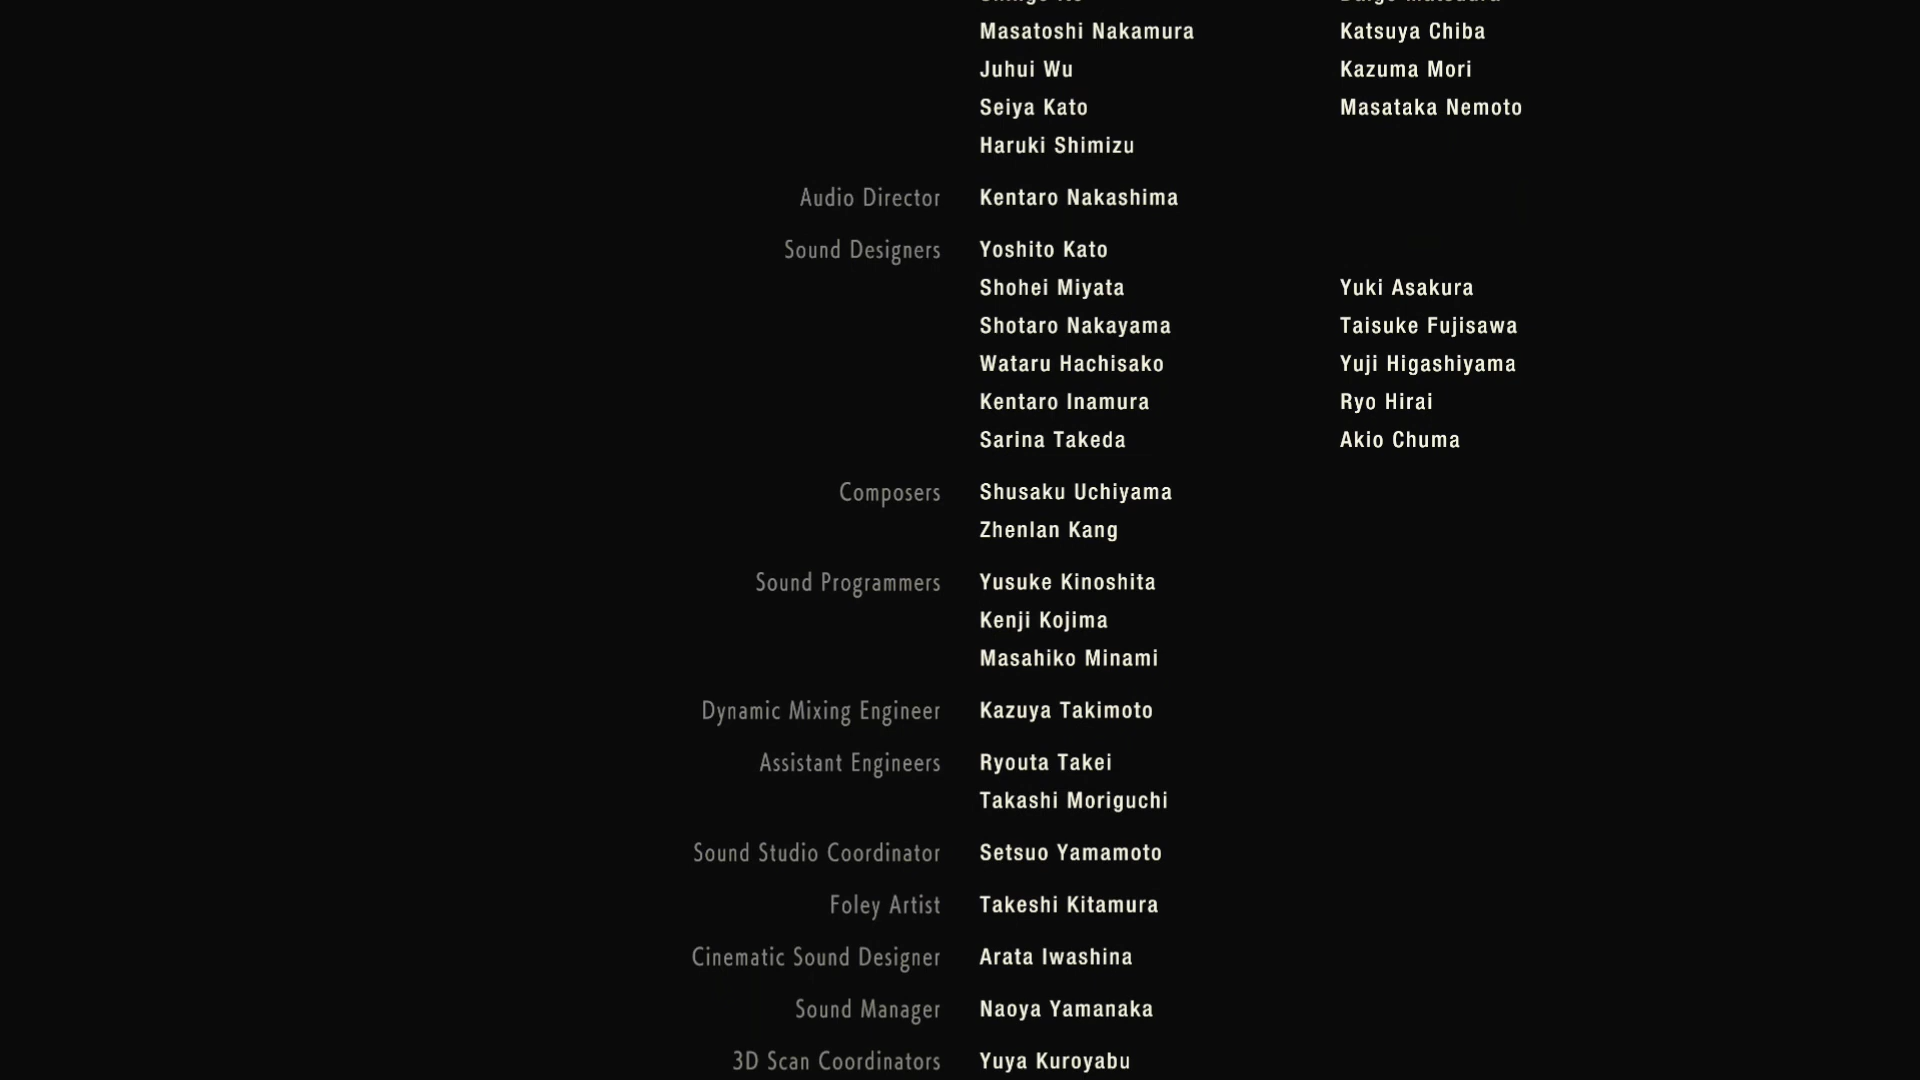 Masatoshi Nakamura Katsuya Chiba
Juhui Wu Kazuma Mori
Seiya Kato Masataka Nemoto
Haruki Shimizu
Audio Director Kentaro Nakashima
Sound Designers Yoshito Kato
Shohei Miyata Yuki Asakura
Shotaro Nakayama Taisuke Fujisawa
Wataru Hachisako Yuji Higashiyama
Kentaro Inamura Ryo Hirai
Sarina Takeda Akio Chuma
Composers Shusaku Uchiyama
Zhenlan Kang
Sound Programmers Yusuke Kinoshita
Kenji Kojima
Masahiko Minami
Dynamic Mixing Engineer Kazuya Takimoto
Assistant Engineers Ryouta Takei
Takashi Moriguchi
Sound Studio Coordinator Setsuo Yamamoto
Foley Artist Takeshi Kitamura
Cinematic Sound Designer Arata Iwashina
Sound Manager Naoya Yamanaka
3D Scan Coordinators Yuya Kuroyabu